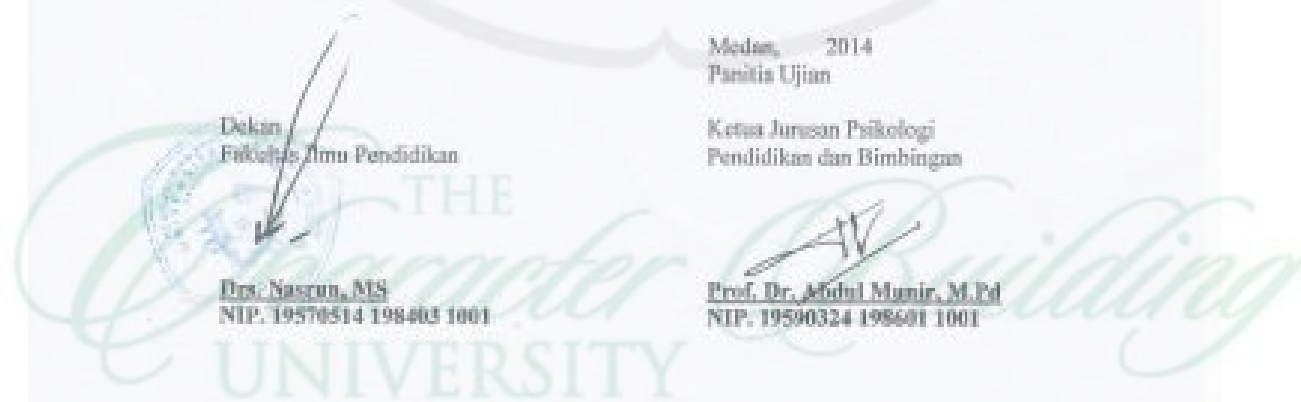 Medan, 2014
Panitia Ujian
Dekan
Fakultas Ilmu Pendidikan
Ketua Jurusan Psikologi
Pendidikan dan Bimbingan
Drs. Nasrun, MS
NIP. 19570514 198403 1001
Prof. Dr. Abdul Munir, M.Pd
NIP. 19590324 198601 1001
THE
Character Building
UNIVERSITY